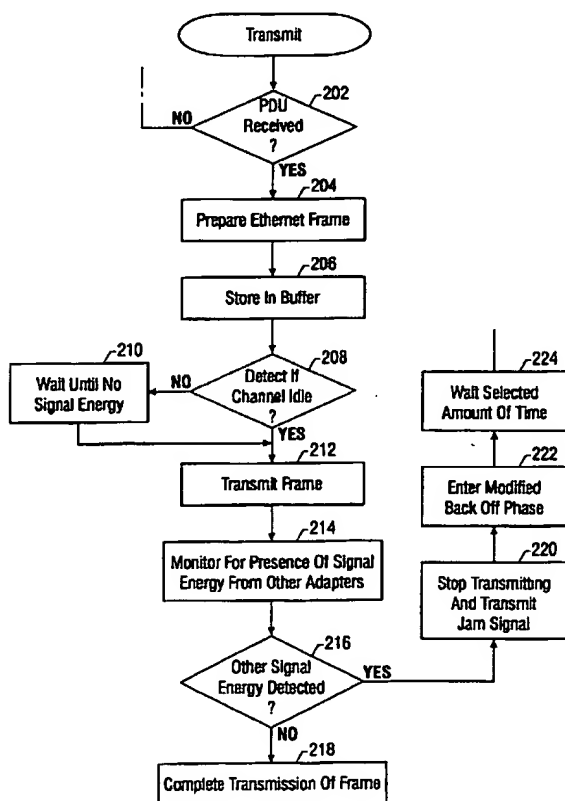 Transmit
202
PDU
Received
?
NO
YES
204
Prepare Ethernet Frame
206
Store In Buffer
208
Detect If
Channel Idle
?
NO
YES
210
Wait Until No
Signal Energy
212
Transmit Frame
214
Monitor For Presence Of Signal
Energy From Other Adapters
216
Other Signal
Energy Detected
?
YES
NO
218
Complete Transmission Of Frame
220
Stop Transmitting
And Transmit
Jam Signal
222
Enter Modified
Back Off Phase
224
Wait Selected
Amount Of Time